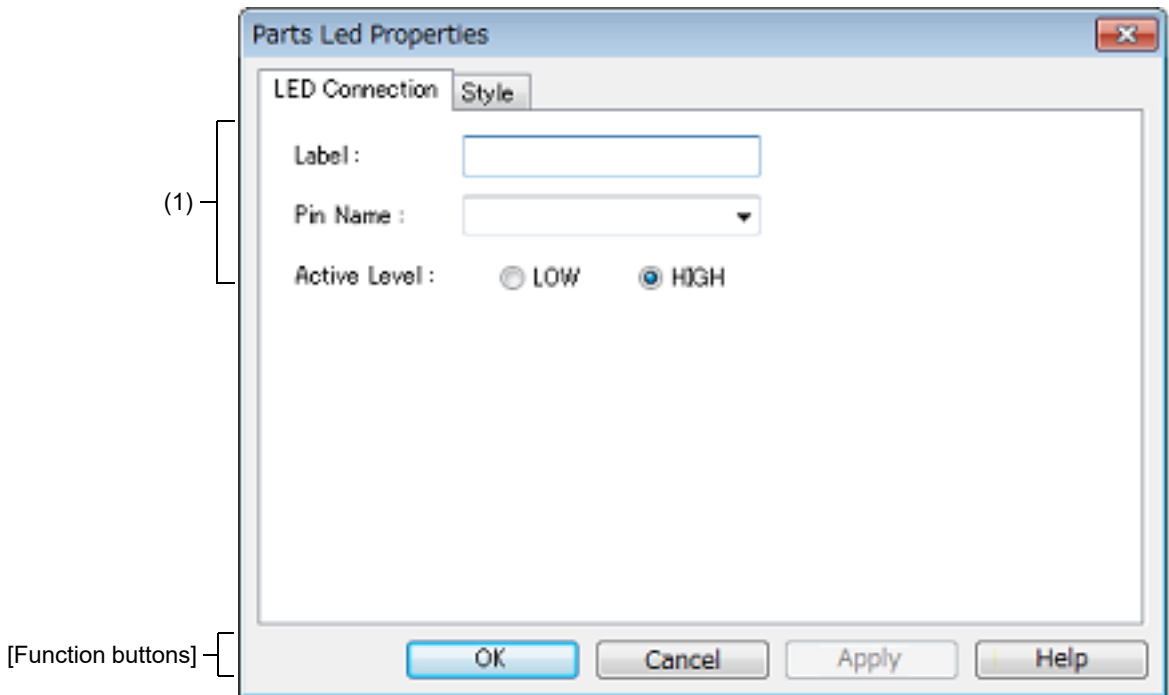 Parts Led Properties
LED Connection Style
Label :
(1)
Pin Name :
Active Level : LOW HIGH
[Function buttons] OK Cancel Apply Help